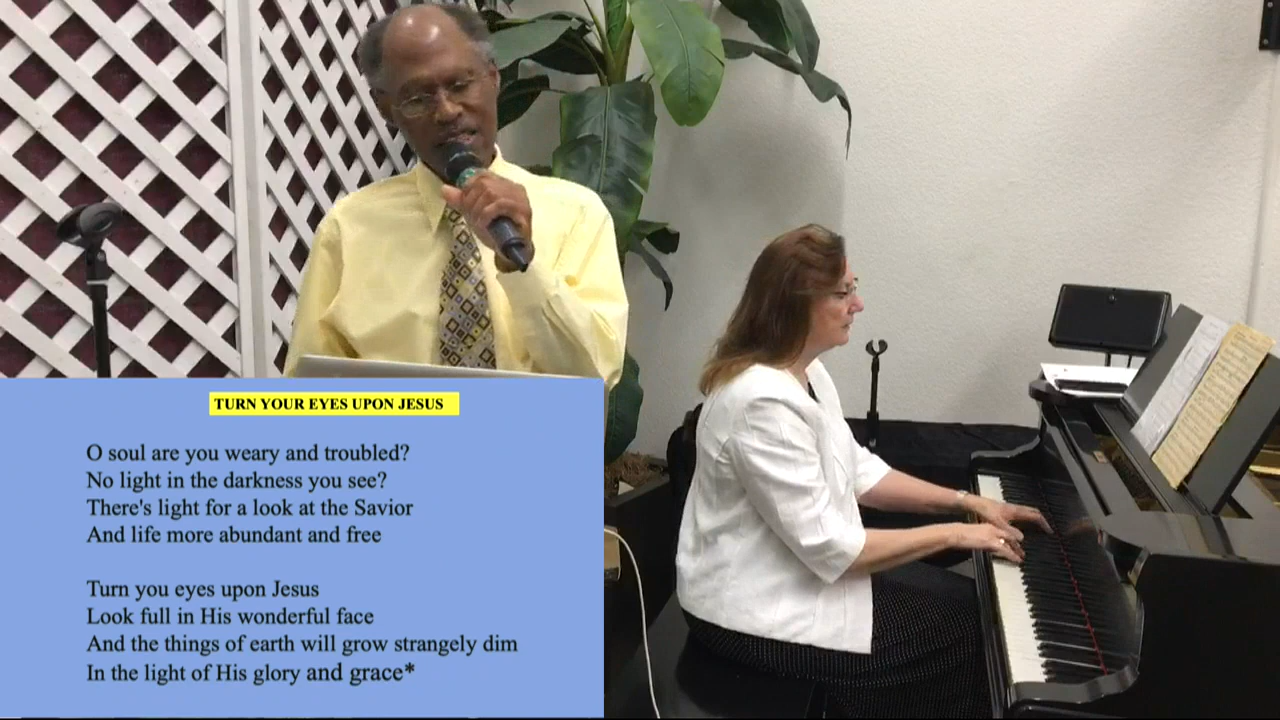 TURN YOUR EYES UPON JESUS
O soul are you weary and troubled?
No light in the darkness you see?
There's light for a look at the Savior
And life more abundant and free
Turn you eyes upon Jesus
Look full in His wonderful face
And the things of earth will grow strangely dim
In the light of His glory and grace*